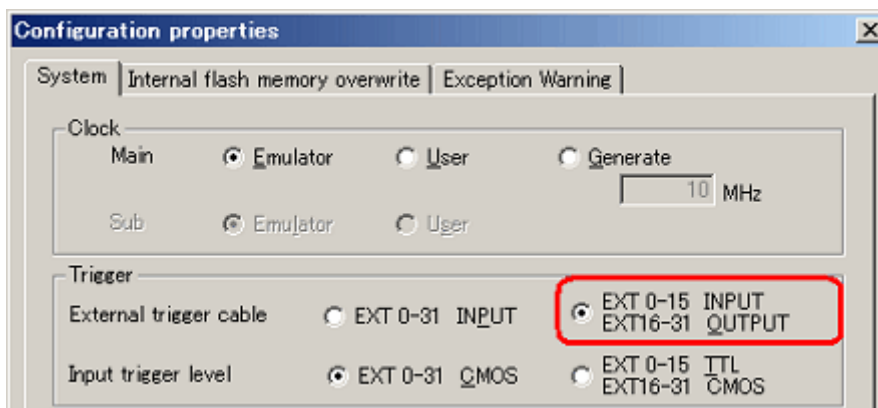 Configuration properties
System Internal flash memory overwrite Exception Warning
Clock
Main Emulator User Generate
10 MHz
Sub Emulator User
Trigger
External trigger cable EXT 0-31 INPUT EXT 0-15 INPUT
EXT16-31 OUTPUT
Input trigger level EXT 0-31 CMOS EXT 0-15 TTL
EXT16-31 CMOS